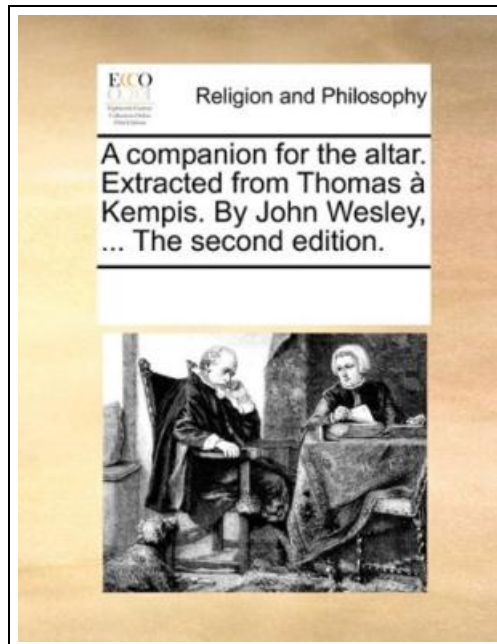 ECCO
Religion and Philosophy
A companion for the altar.
Extracted from Thomas à
Kempis. By John Wesley,
... The second edition.